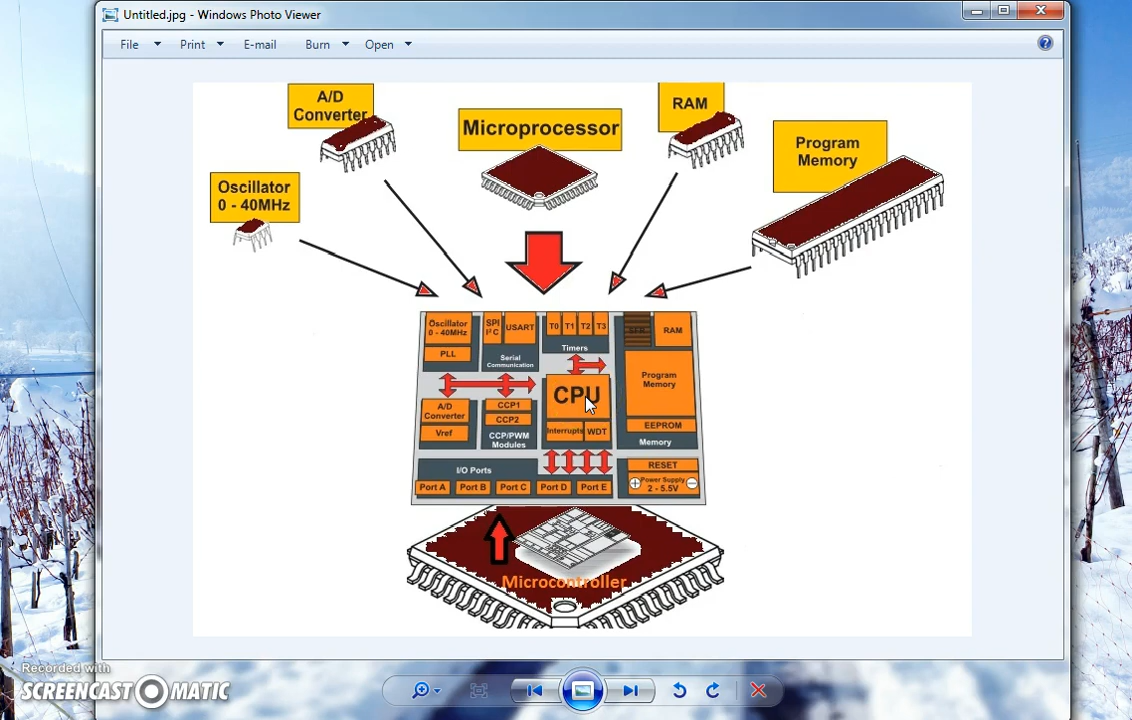 Untitled.jpg - Windows Photo Viewer
File Print E-mail Burn Open
A/D
Converter
Microprocessor
RAM
Program
Memory
Oscillator
0 - 40MHz
Oscillator
0 - 40MHz
PLL
SPI
I²C
USART
Serial
Communication
T0 T1 T2 T3
Timers
RAM
Program
Memory
EEPROM
Memory
CPU
Interrupts WDT
A/D
Converter
Vref
CCP1
CCP2
CCP/PWM
Modules
I/O Ports
Port A Port B Port C Port D Port E
RESET
Power Supply
2 - 5.5V
Microcontroller
Recorded with
SCREENCAST MATIC